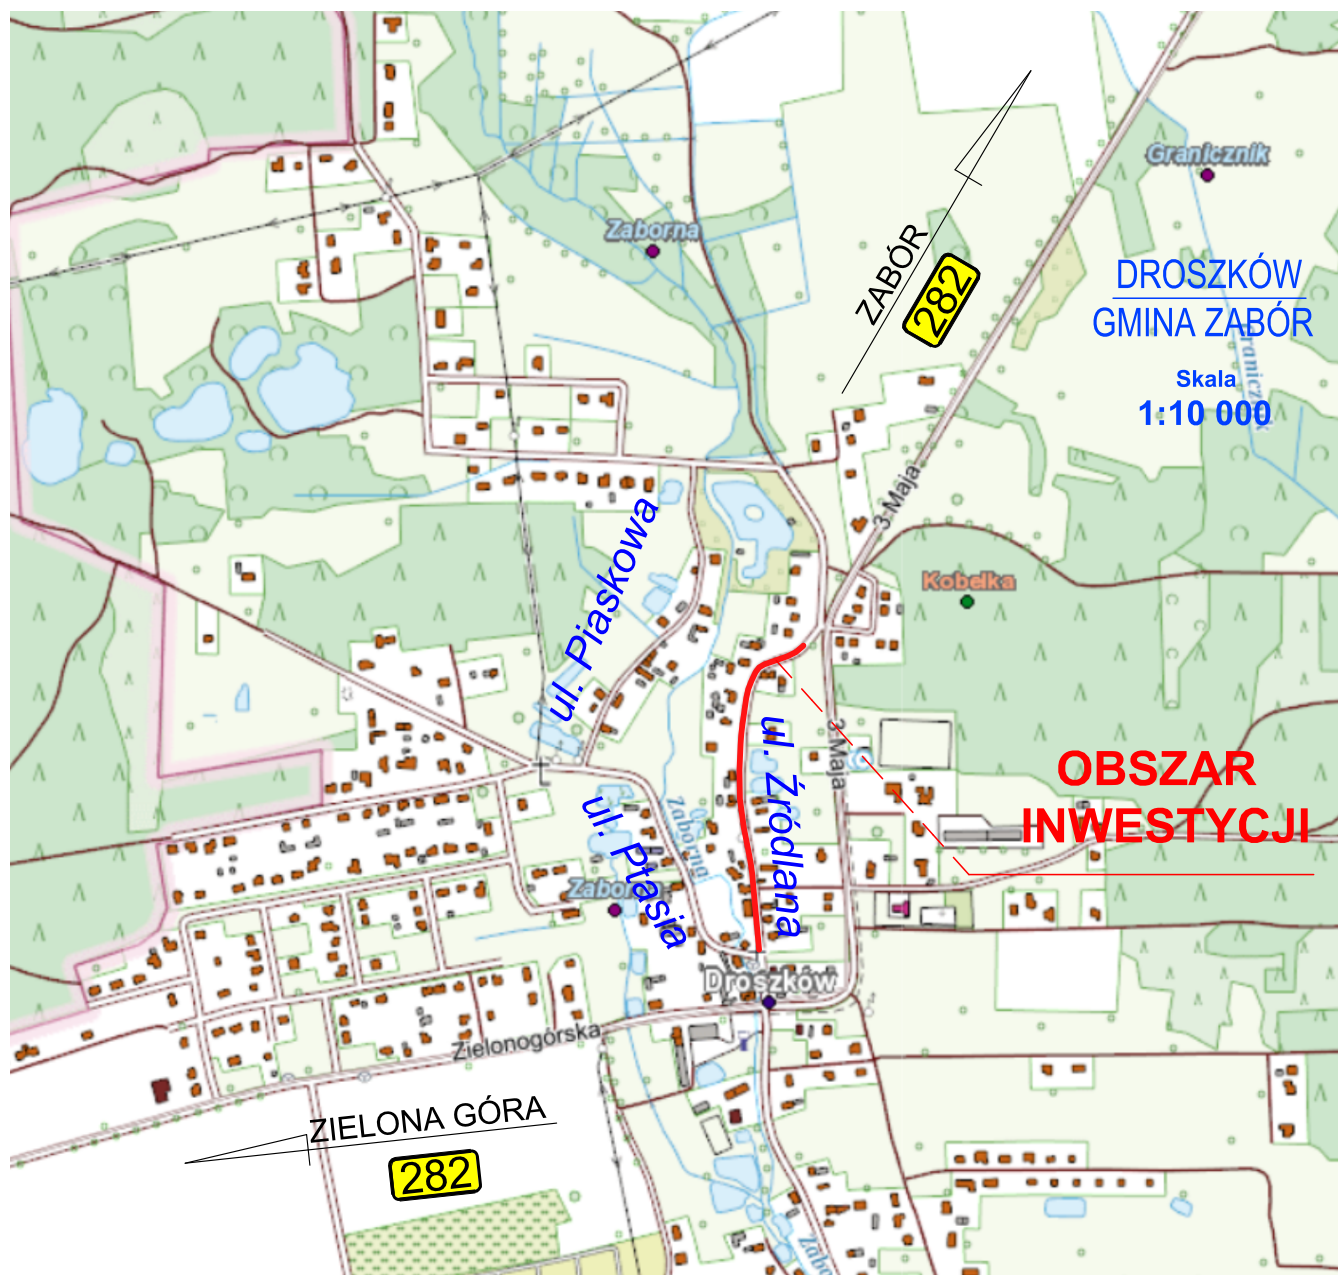 Granicznik
Zaborna
ZABÓR
282
DROSZKÓW
GMINA ZABÓR
Granicznik
Skala
1:10 000
3 Maja
ul. Piaskowa
Kobelka
ul. Źródlana
3 Maja
OBSZAR
INWESTYCJI
ul. Ptasia
Zaborna
Zaborna
Droszków
Zielonogórska
ZIELONA GÓRA
282